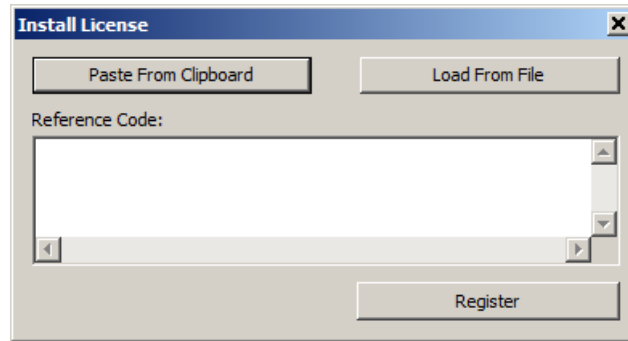 Install License
Paste From Clipboard
Load From File
Reference Code:
Register